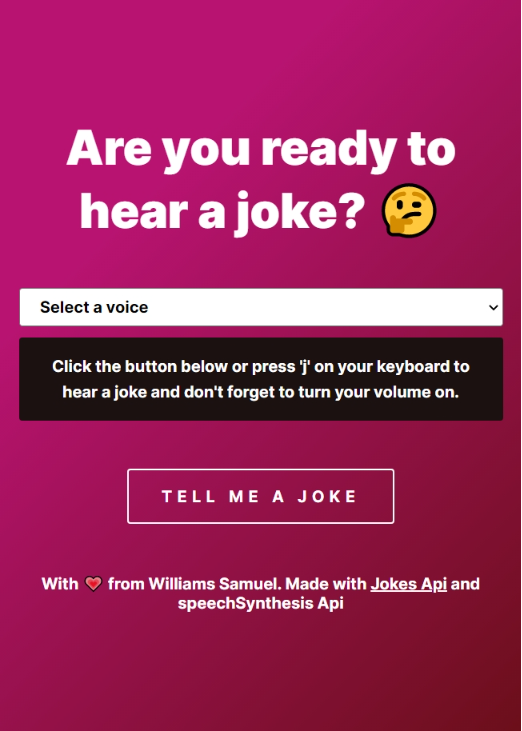 Are you ready to
hear a joke? 🤔
Select a voice
Click the button below or press 'j' on your keyboard to
hear a joke and don't forget to turn your volume on.
TELL ME A JOKE
With 💗 from Williams Samuel. Made with Jokes Api and
speechSynthesis Api